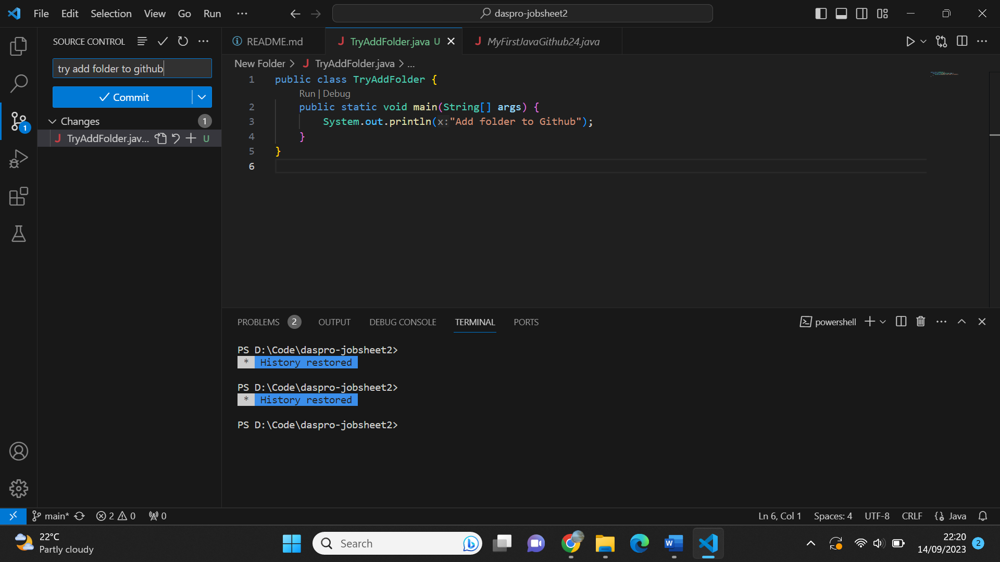 File Edit Selection View Go Run ... daspro-jobsheet2
SOURCE CONTROL
README.md TryAddFolder.java U MyFirstJavaGithub24.java
try add folder to github
Commit
Changes 1
TryAddFolder.jav... U
1
New Folder > TryAddFolder.java > ...
1 public class TryAddFolder {
Run | Debug
2 public static void main(String[] args) {
3 System.out.println(x:"Add folder to Github");
4 }
5 }
6
PROBLEMS 2 OUTPUT DEBUG CONSOLE TERMINAL PORTS powershell
PS D:\Code\daspro-jobsheet2>
* History restored
PS D:\Code\daspro-jobsheet2>
* History restored
PS D:\Code\daspro-jobsheet2>
main* 2 0 0 Ln 6, Col 1 Spaces: 4 UTF-8 CRLF Java
22°C
Partly cloudy
Search
W
22:20
14/09/2023
2